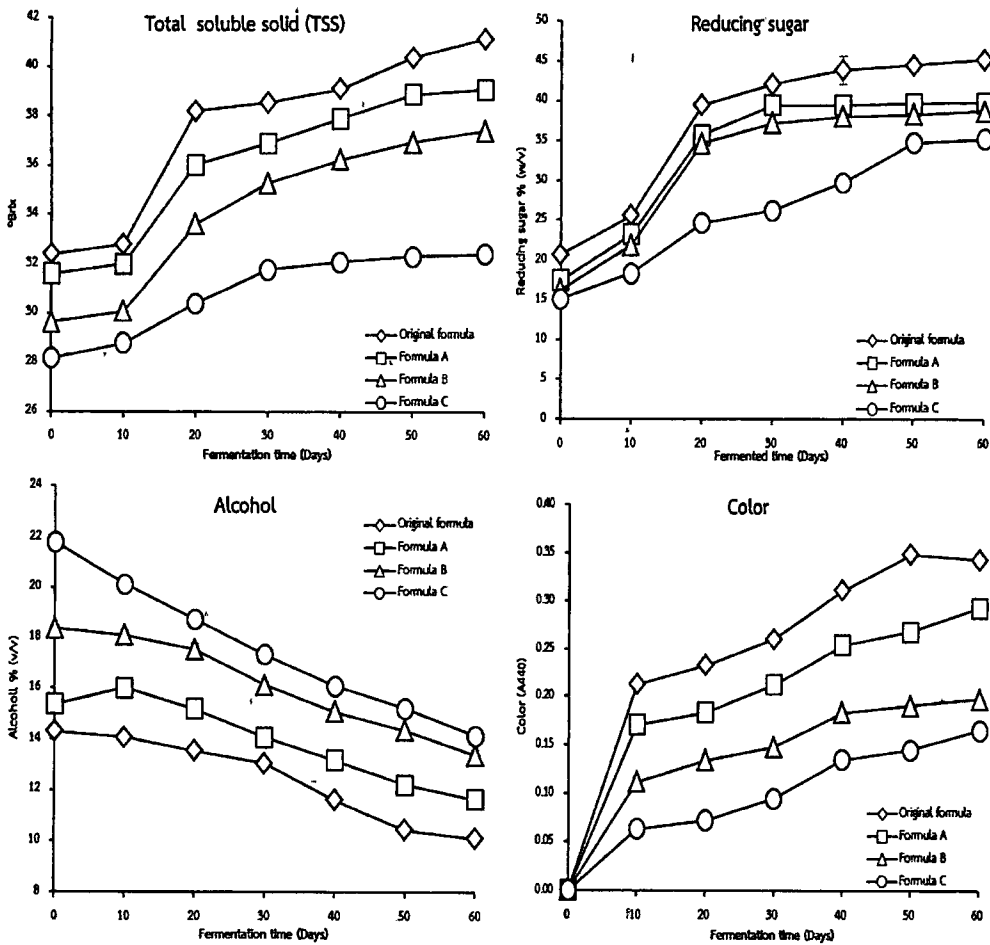 Total soluble solid (TSS)
42
40
38
36
34
32
30
28
26
°Brix
0 10 20 30 40 50 60
Fermentation time (Days)
Original formula
Formula A
Formula B
Formula C
Reducing sugar
50
45
40
35
30
25
20
15
10
5
0
Reducing sugar % (w/v)
0 10 20 30 40 50 60
Fermented time (Days)
Original formula
Formula A
Formula B
Formula C
Alcohol
24
22
20
18
16
14
12
10
8
Alcoholl % (v/v)
0 10 20 30 40 50 60
Fermentation time (Days)
Original formula
Formula A
Formula B
Formula C
Color
0.40
0.35
0.30
0.25
0.20
0.15
0.10
0.05
0.00
Color (A440)
0 10 20 30 40 50 60
Fermentation time (Days)
Original formula
Formula A
Formula B
Formula C